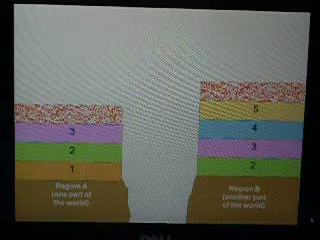 5
3
4
2
3
1
2
Region A
(one part of
the world)
Region B
(another part
of the world)
DELL